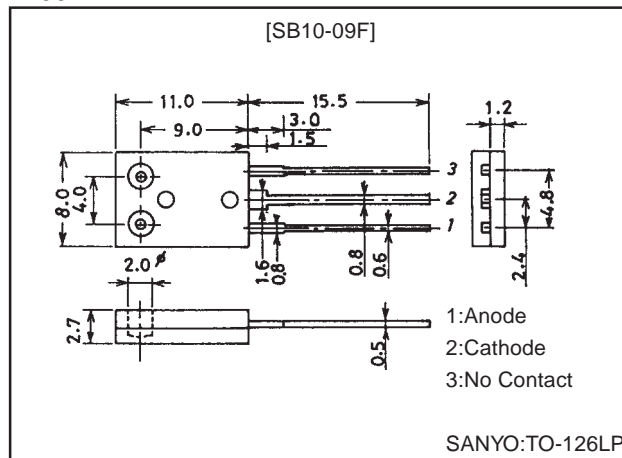 [SB10-09F]
11.0 15.5
9.0 3.0 1.2
1.5
3
8.0 4.0 2 4.8
1
2.4
2.0 ø 1.6 0.8 0.8 0.6
2.7 0.5
1:Anode
2:Cathode
3:No Contact
SANYO:TO-126LP